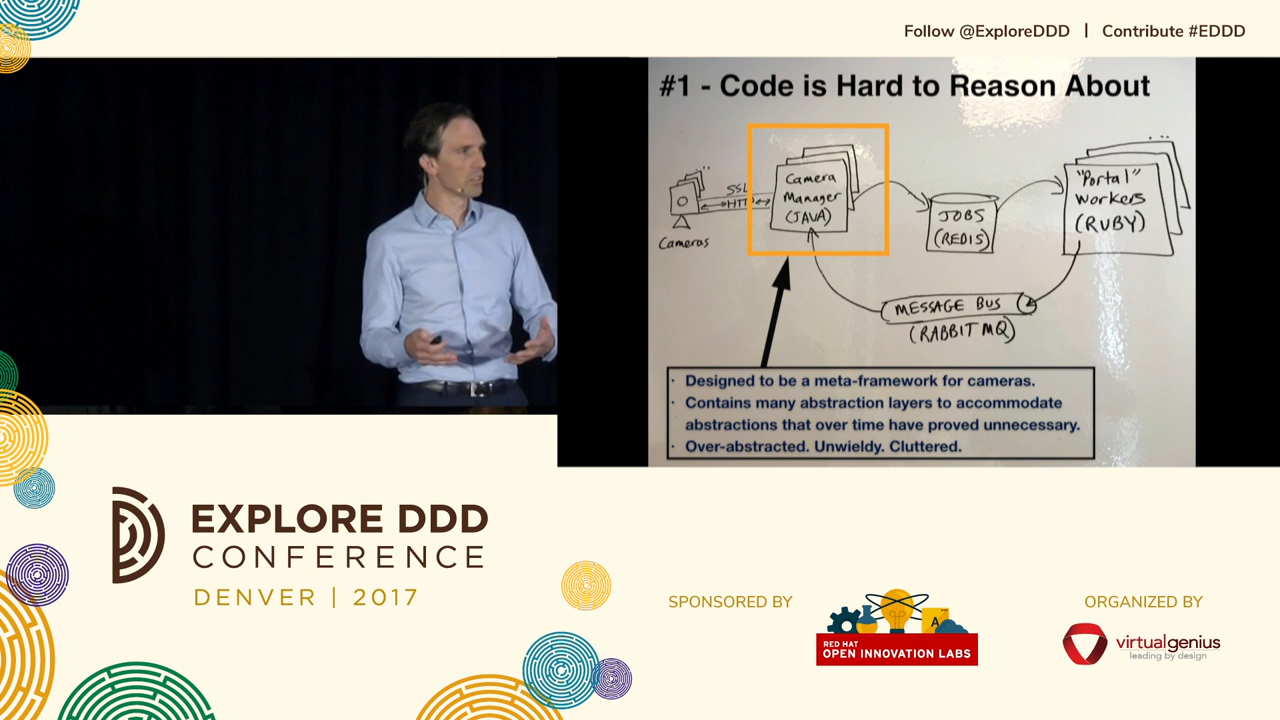 Follow @ExploreDDD | Contribute #EDDD
#1 - Code is Hard to Reason About
Cameras
SSL
HTTP
Camera
Manager
(JAVA)
JOBS
(REDIS)
"Portal"
Workers
(RUBY)
MESSAGE BUS
(RABBIT MQ)
· Designed to be a meta-framework for cameras.
· Contains many abstraction layers to accommodate
abstractions that over time have proved unnecessary.
· Over-abstracted. Unwieldy. Cluttered.
EXPLORE DDD
CONFERENCE
DENVER | 2017
SPONSORED BY
A
RED HAT
OPEN INNOVATION LABS
ORGANIZED BY
virtualgenius
leading by design